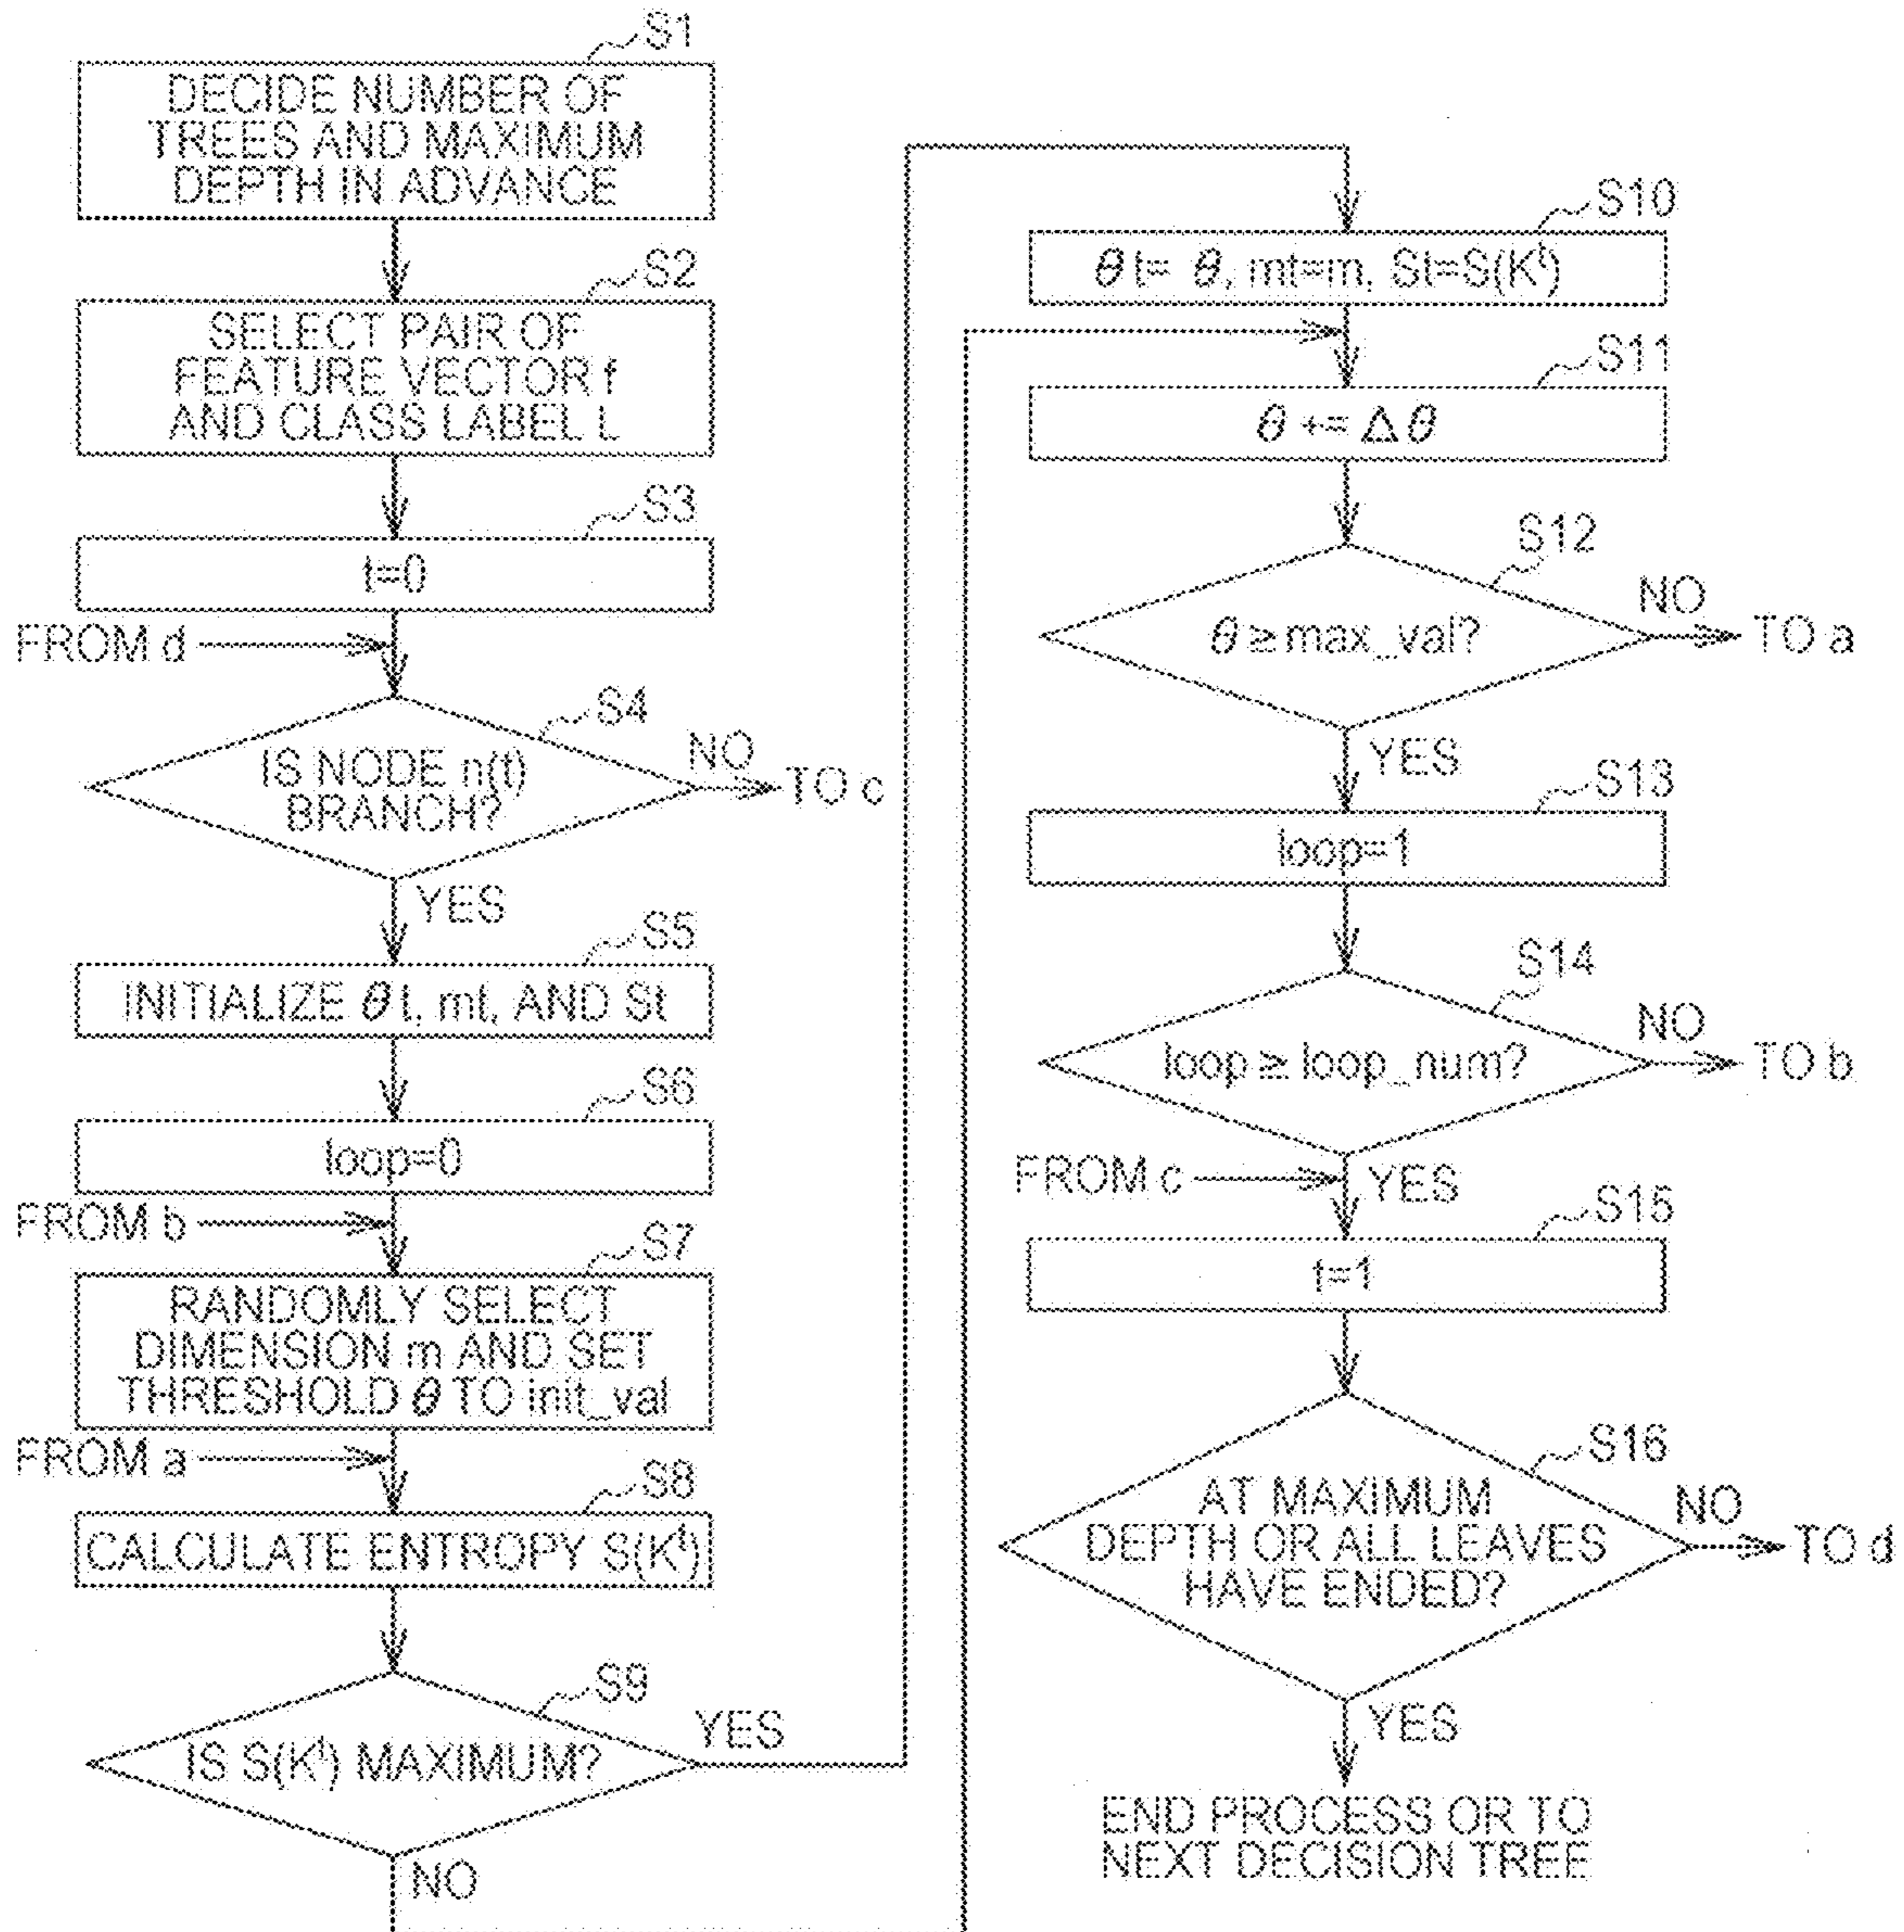 S1
DECIDE NUMBER OF
TREES AND MAXIMUM
DEPTH IN ADVANCE
S2
SELECT PAIR OF
FEATURE VECTOR f
AND CLASS LABEL L
S3
t=0
FROM d
S4
IS NODE n(t)
BRANCH?
NO
TO c
YES
S5
INITIALIZE θt, mt, AND St
S6
loop=0
FROM b
S7
RANDOMLY SELECT
DIMENSION m AND SET
THRESHOLD θ TO init_val
FROM a
S8
CALCULATE ENTROPY S(Kᵗ)
S9
IS S(Kᵗ) MAXIMUM?
YES
NO
S10
θt= θ, mt=m, St=S(Kᵗ)
S11
θ += Δθ
S12
θ ≥ max_val?
NO
TO a
YES
S13
loop=1
S14
loop ≥ loop_num?
NO
TO b
FROM c
YES
S15
t=1
S16
AT MAXIMUM
DEPTH OR ALL LEAVES
HAVE ENDED?
NO
TO d
YES
END PROCESS OR TO
NEXT DECISION TREE